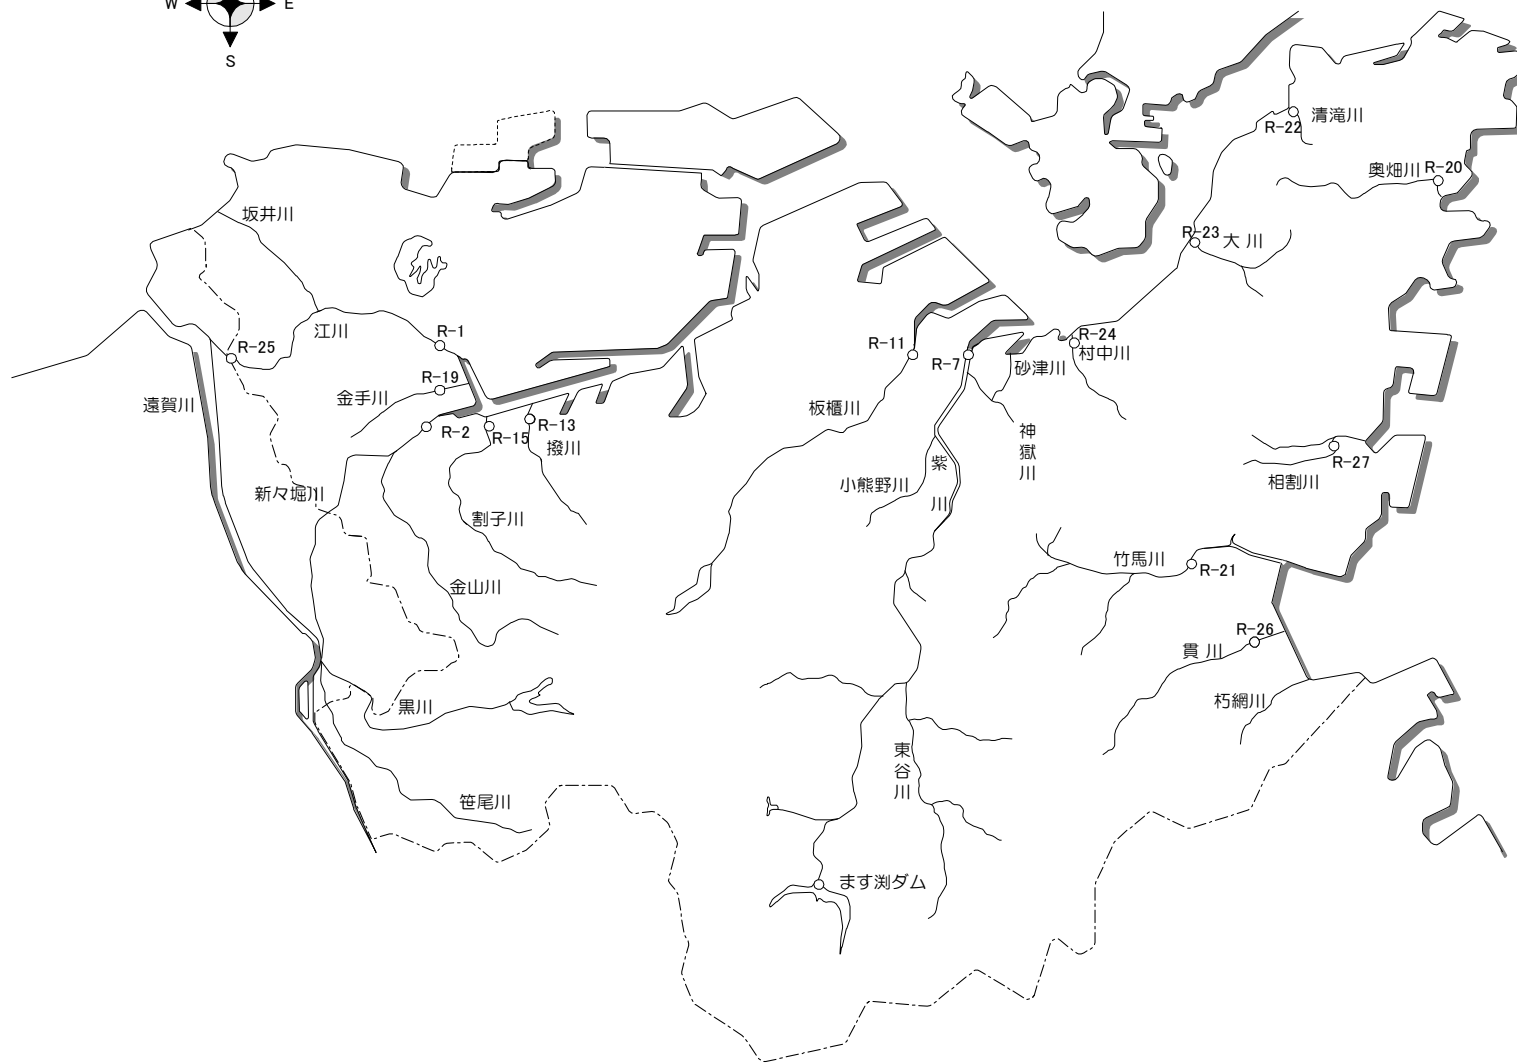 W
E
S
清滝川
R-22
奥畑川
R-20
坂井川
R-23
大 川
江川
R-1
R-24
R-25
R-11
R-7
村中川
砂津川
R-19
金手川
遠賀川
板櫃川
R-2
R-15
R-13
撥川
神獄川
紫川
R-27
相割川
小熊野川
新々堀川
割子川
竹馬川
R-21
金山川
R-26
貫 川
朽網川
黒川
東谷川
笹尾川
ます渕ダム